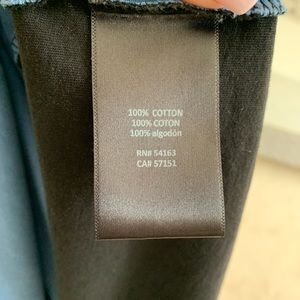 100% COTTON
100% COTON
100% algodón
RN# 54163
CA# 57151